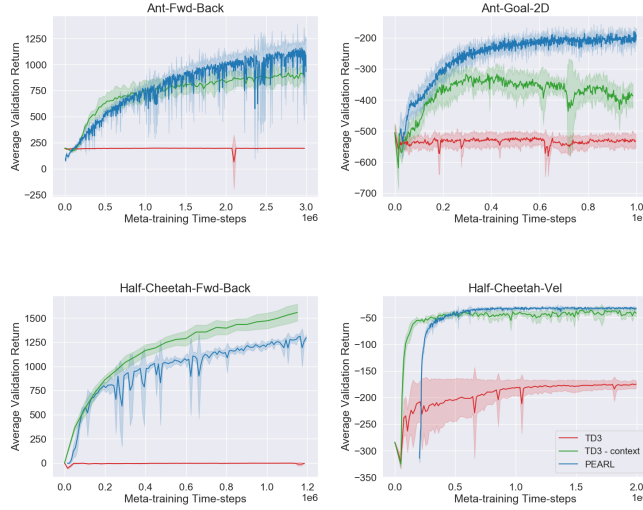 Ant-Fwd-Back
Average Validation Return
1250
1000
750
500
250
0
−250
0.0 0.5 1.0 1.5 2.0 2.5 3.0
1e6
Meta-training Time-steps
Ant-Goal-2D
Average Validation Return
−200
−300
−400
−500
−600
−700
0.0 0.2 0.4 0.6 0.8 1.0
Meta-training Time-steps
Half-Cheetah-Fwd-Back
Average Validation Return
1500
1250
1000
750
500
250
0
0.0 0.2 0.4 0.6 0.8 1.0 1.2
1e6
Meta-training Time-steps
Half-Cheetah-Vel
Average Validation Return
−50
−100
−150
−200
−250
−300
−350
TD3
TD3 - context
PEARL
0.0 0.5 1.0 1.5
Meta-training Time-steps